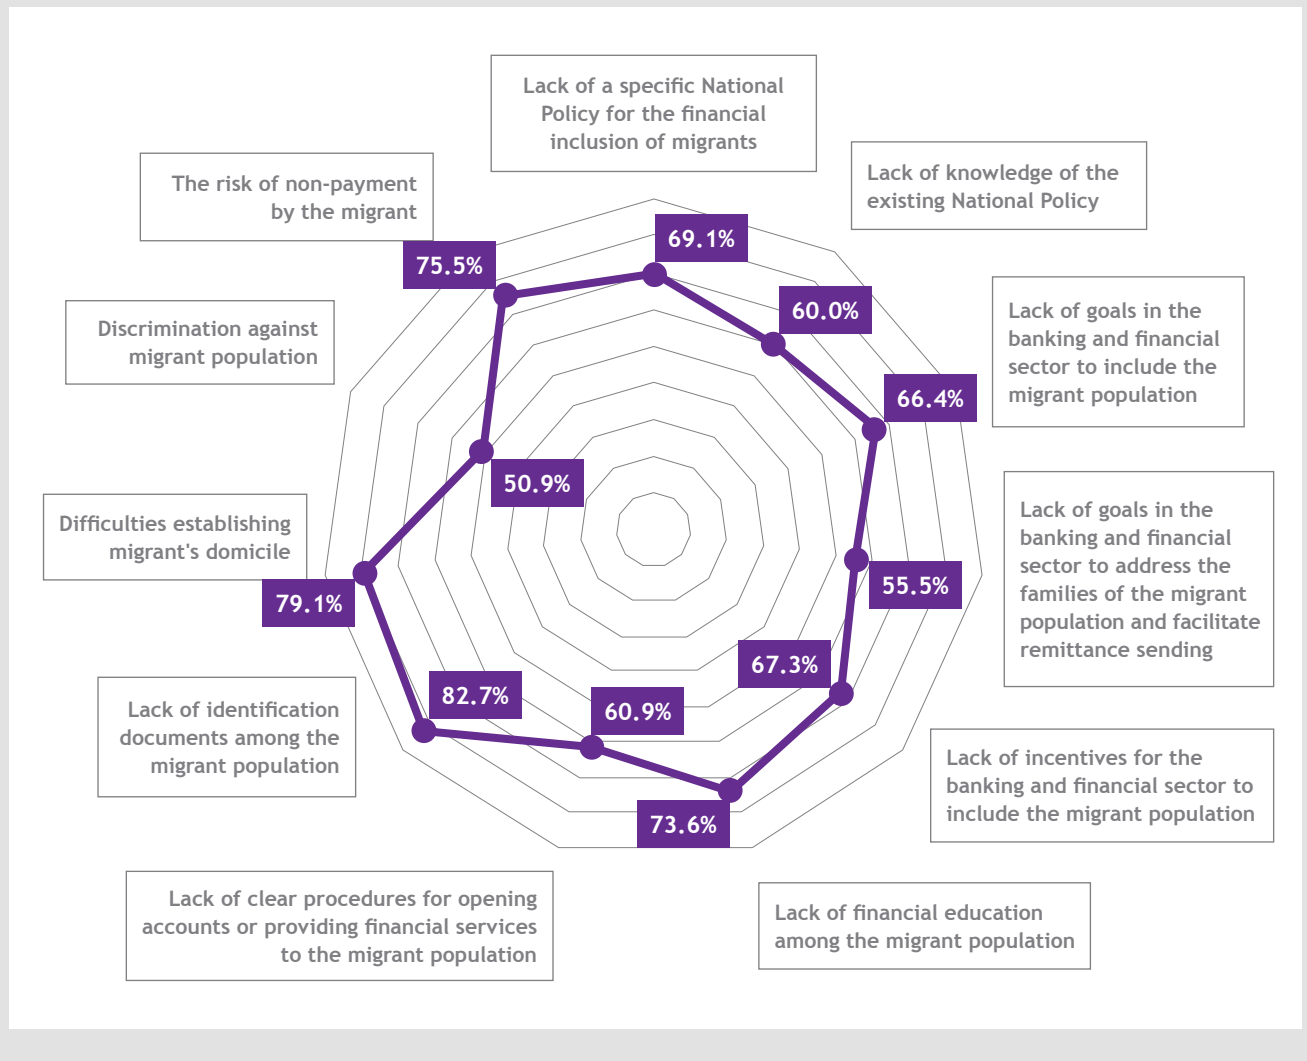 Lack of a specific National
Policy for the financial
inclusion of migrants
69.1%
Lack of knowledge of the
existing National Policy
60.0%
Lack of goals in the
banking and financial
sector to include the
migrant population
66.4%
Lack of goals in the
banking and financial
sector to address the
families of the migrant
population and facilitate
remittance sending
55.5%
Lack of incentives for the
banking and financial sector to
include the migrant population
67.3%
Lack of financial education
among the migrant population
73.6%
Lack of clear procedures for opening
accounts or providing financial services
to the migrant population
60.9%
Lack of identification
documents among the
migrant population
82.7%
Difficulties establishing
migrant's domicile
79.1%
Discrimination against
migrant population
50.9%
The risk of non-payment
by the migrant
75.5%